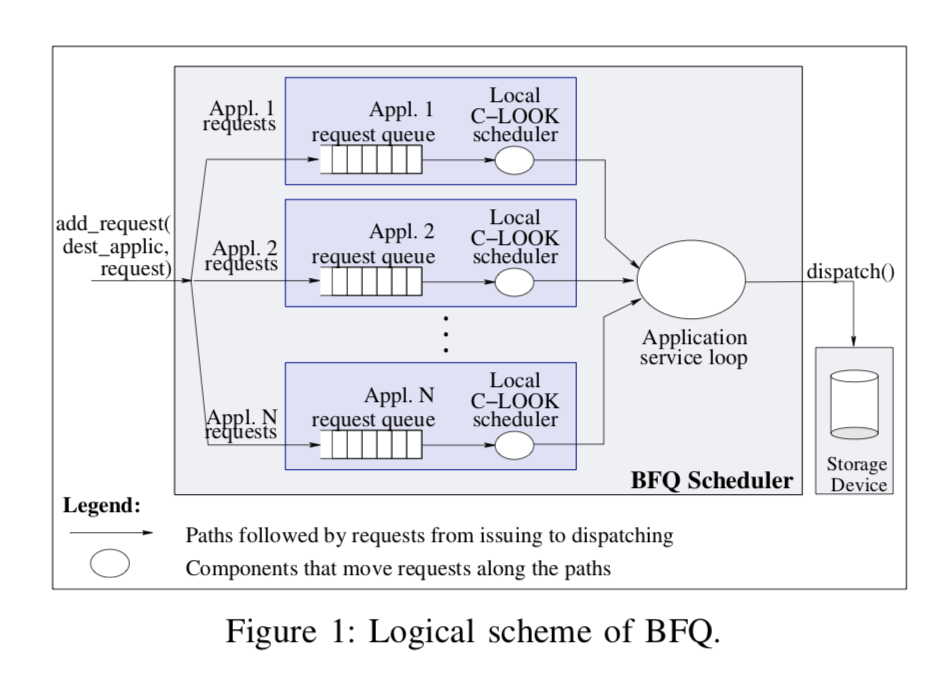 Appl. 1
requests
Appl. 1
request queue
Local
C-LOOK
scheduler
add_request(
dest_applic,
request)
Appl. 2
requests
Appl. 2
request queue
Local
C-LOOK
scheduler
dispatch()
Application
service loop
Appl. N
requests
Appl. N
request queue
Local
C-LOOK
scheduler
BFQ Scheduler
Storage
Device
Legend:
Paths followed by requests from issuing to dispatching
Components that move requests along the paths
Figure 1: Logical scheme of BFQ.